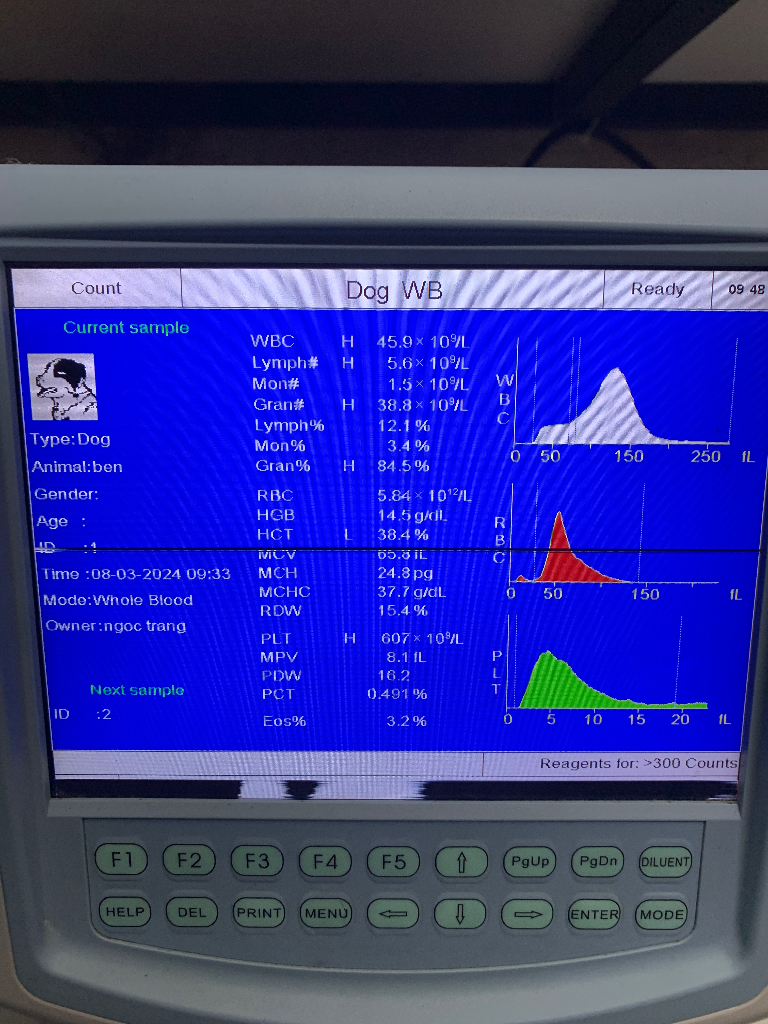 Count Dog WB Ready 09 48
Current sample
Type:Dog
Animal:ben
Gender:
Age :
ID :1
Time :08-03-2024 09:33
Mode:Whole Blood
Owner:ngoc trang
Next sample
ID :2
WBC H 45.9 × 10⁹/L
Lymph# H 5.6 × 10⁹/L
Mon# 1.5 × 10⁹/L
Gran# H 38.8 × 10⁹/L
Lymph% 12.1 %
Mon% 3.4 %
Gran% H 84.5 %
RBC 5.84 × 10¹²/L
HGB 14.5 g/dL
HCT L 38.4 %
MCV 65.8 fL
MCH 24.8 pg
MCHC 37.7 g/dL
RDW 15.4 %
PLT H 607 × 10⁹/L
MPV 8.1 fL
PDW 16.2
PCT 0.491 %
Eos% 3.2 %
WBC
0 50 150 250 fL
RBC
0 50 150 fL
PLT
0 5 10 15 20 fL
Reagents for: >300 Counts
F1 F2 F3 F4 F5 ⇧ PgUp PgDn DILUENT
HELP DEL PRINT MENU ⇦ ⇩ ⇨ ENTER MODE